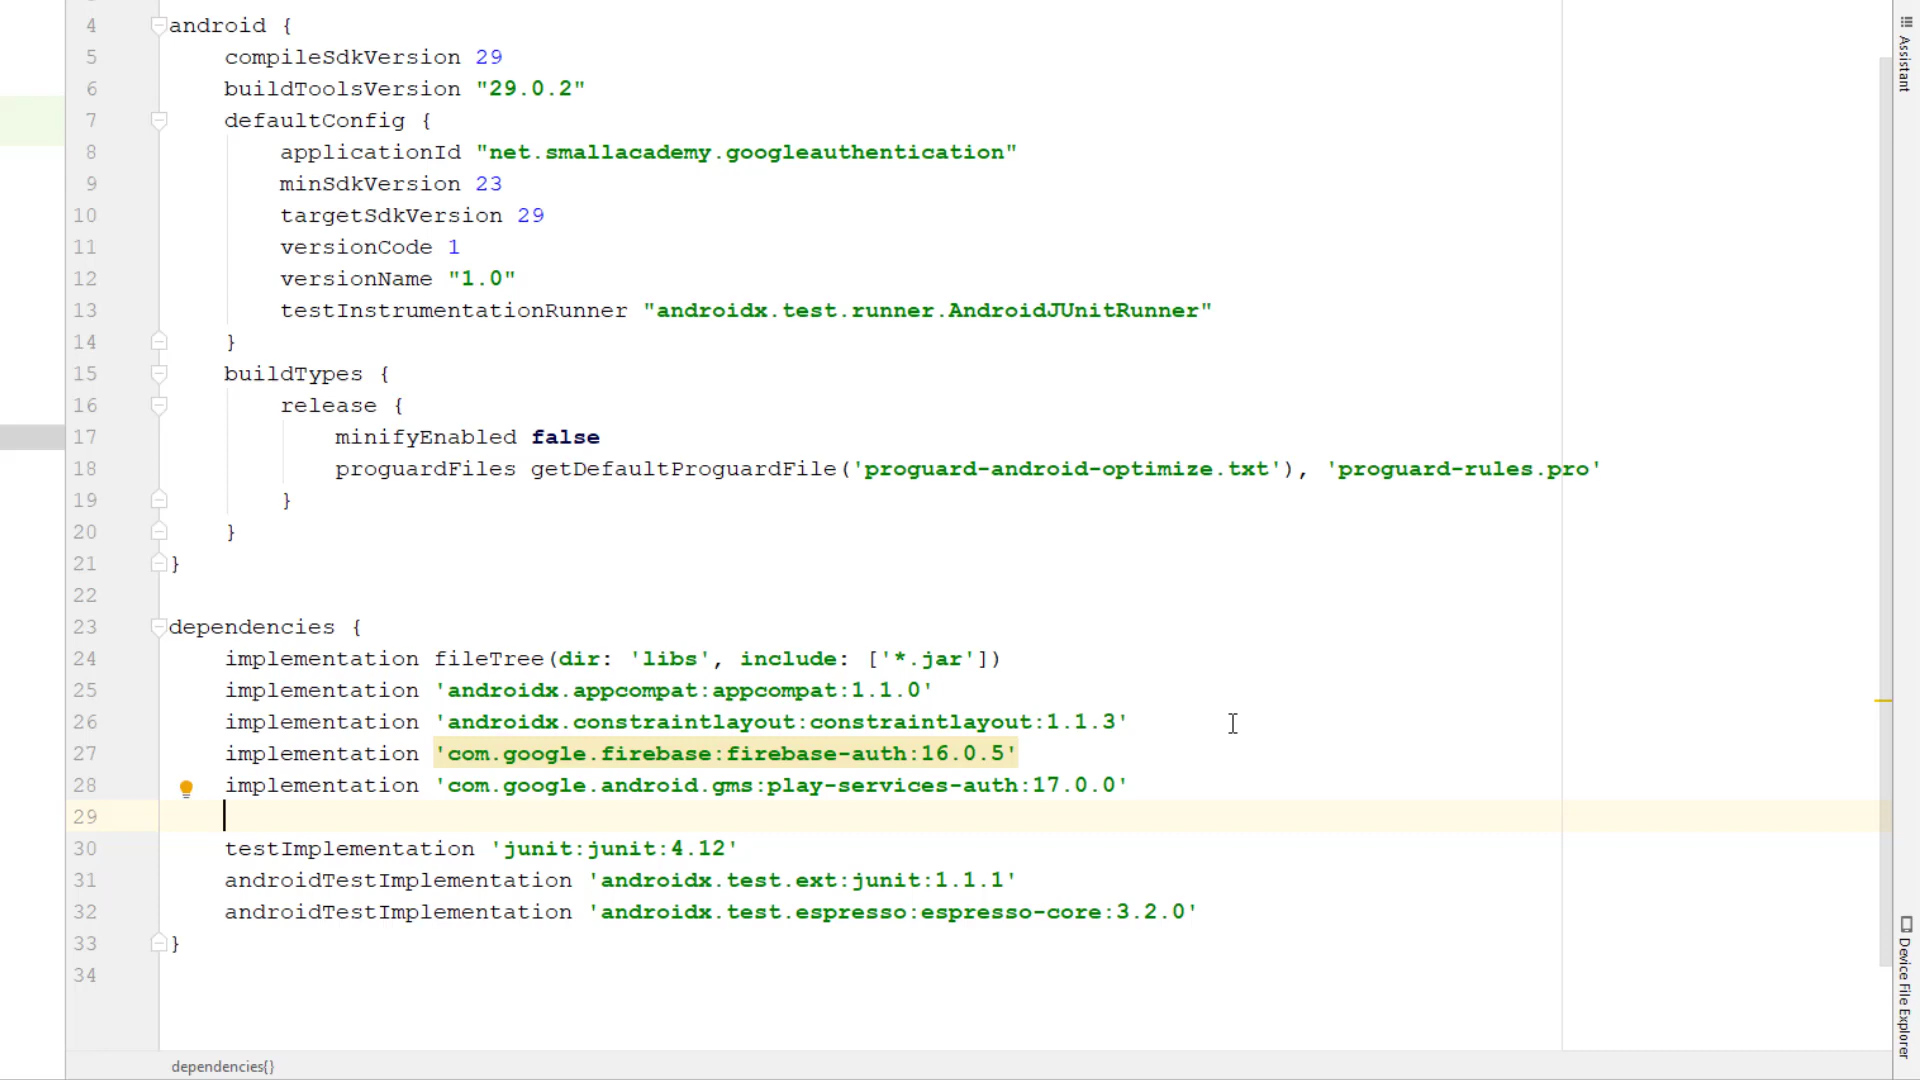 4 android {
5 compileSdkVersion 29
6 buildToolsVersion "29.0.2"
7 defaultConfig {
8 applicationId "net.smallacademy.googleauthentication"
9 minSdkVersion 23
10 targetSdkVersion 29
11 versionCode 1
12 versionName "1.0"
13 testInstrumentationRunner "androidx.test.runner.AndroidJUnitRunner"
14 }
15 buildTypes {
16 release {
17 minifyEnabled false
18 proguardFiles getDefaultProguardFile('proguard-android-optimize.txt'), 'proguard-rules.pro'
19 }
20 }
21 }
22
23 dependencies {
24 implementation fileTree(dir: 'libs', include: ['*.jar'])
25 implementation 'androidx.appcompat:appcompat:1.1.0'
26 implementation 'androidx.constraintlayout:constraintlayout:1.1.3'
27 implementation 'com.google.firebase:firebase-auth:16.0.5'
28 implementation 'com.google.android.gms:play-services-auth:17.0.0'
29
30 testImplementation 'junit:junit:4.12'
31 androidTestImplementation 'androidx.test.ext:junit:1.1.1'
32 androidTestImplementation 'androidx.test.espresso:espresso-core:3.2.0'
33 }
34
dependencies{}
Assistant
Device File Explorer